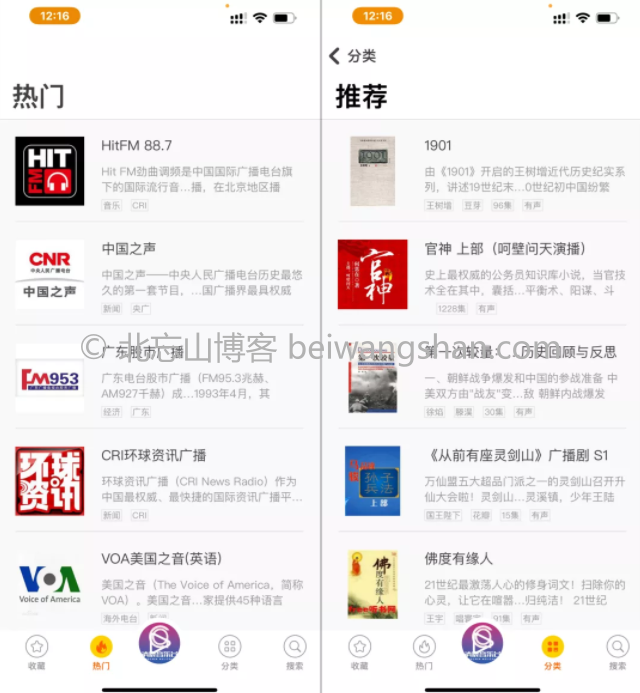 12:16
热门
HIT
FM
HitFM 88.7
Hit FM劲曲调频是中国国际广播电台旗
下的国际流行音...播，在北京地区播
音乐 CRI
CNR
中央人民广播电台
中国之声
中国之声
中国之声——中央人民广播电台历史最悠
久的第一套节目，...国广播界最具权威
新闻 央广
FM953
广东股市广播
广东电台股市广播（FM95.3兆赫、
AM927千赫）成...1993年4月，其
经济 广东
环球
资讯
CRI环球资讯广播
环球资讯广播（CRI News Radio）作为
中国最权威、最快捷的国际资讯广播平...
新闻 CRI
VOA
Voice of America
VOA美国之音(英语)
美国之音（The Voice of America，简称
VOA）。美国之音...家提供45种语言
海外电台
收藏
热门
分类
搜索
12:16
分类
推荐
1901
由《1901》开启的王树增近代历史纪实系
列，讲述19世纪末...0世纪初中国纷繁
王树增 豆芽 96集 有声
官神
官神 上部（呵壁问天演播）
史上最权威的公务员知识库小说，当官技
术全在其中，囊括...平衡术、阳谋、斗
1228集 有声
第一次较量：...历史回顾与反思
一、朝鲜战争爆发和中国的参战准备 中
美双方由"战友"变...敌 朝鲜内战爆发
徐焰 滕湛 30集 有声
孙子
兵法
上部
《从前有座灵剑山》广播剧 S1
万仙盟五大超品门派之一的灵剑山召开升
仙大会啦！灵剑山...灵溪镇，少年王陆
国王陛下 花瓣 15集 有声
佛
度有缘人
佛度有缘人
21世纪最激荡人心的修身词文！扫除你的
心灵，让它在喧嚣...归纯洁！ 21世纪
91集 有声
收藏
热门
分类
搜索
© 北忘山博客 beiwangshan.com